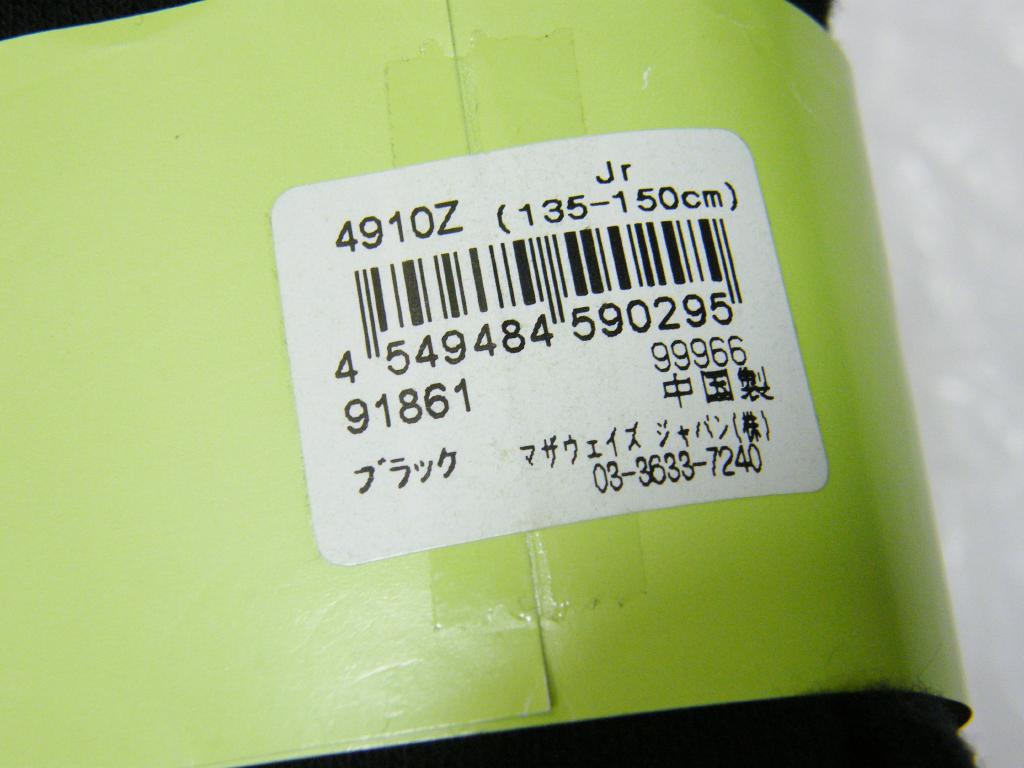 Jr
4910Z (135-150cm)
4 549484 590295
99966
91861 中国製
ブラック マザウェイズ ジャパン(株)
03-3633-7240